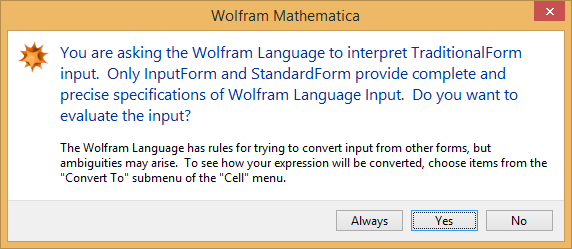 Wolfram Mathematica
You are asking the Wolfram Language to interpret TraditionalForm
input.  Only InputForm and StandardForm provide complete and
precise specifications of Wolfram Language Input.  Do you want to
evaluate the input?
The Wolfram Language has rules for trying to convert input from other forms, but
ambiguities may arise.  To see how your expression will be converted, choose items from the
"Convert To" submenu of the "Cell" menu.
Always Yes No